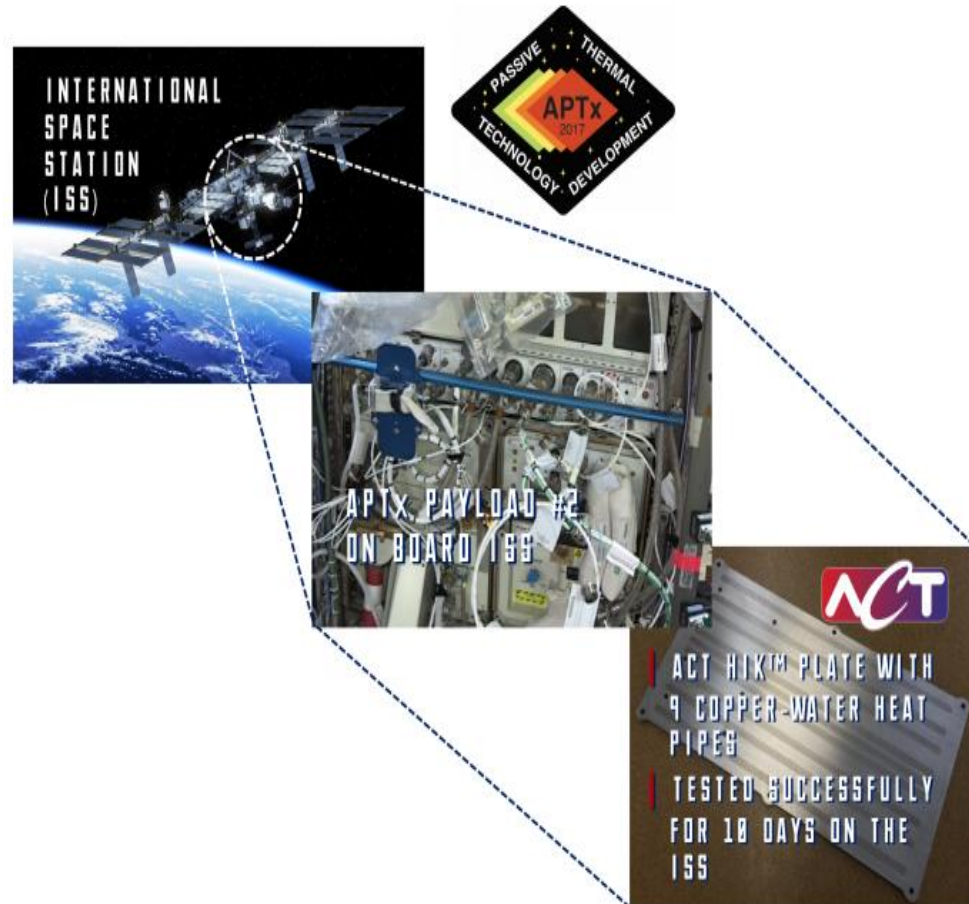 INTERNATIONAL
SPACE
STATION
(ISS)
PASSIVE
THERMAL
APTx
2017
TECHNOLOGY
DEVELOPMENT
APTx PAYLOAD #2
ON BOARD ISS
ACT
ACT HIK™ PLATE WITH
9 COPPER-WATER HEAT
PIPES
TESTED SUCCESSFULLY
FOR 10 DAYS ON THE
ISS